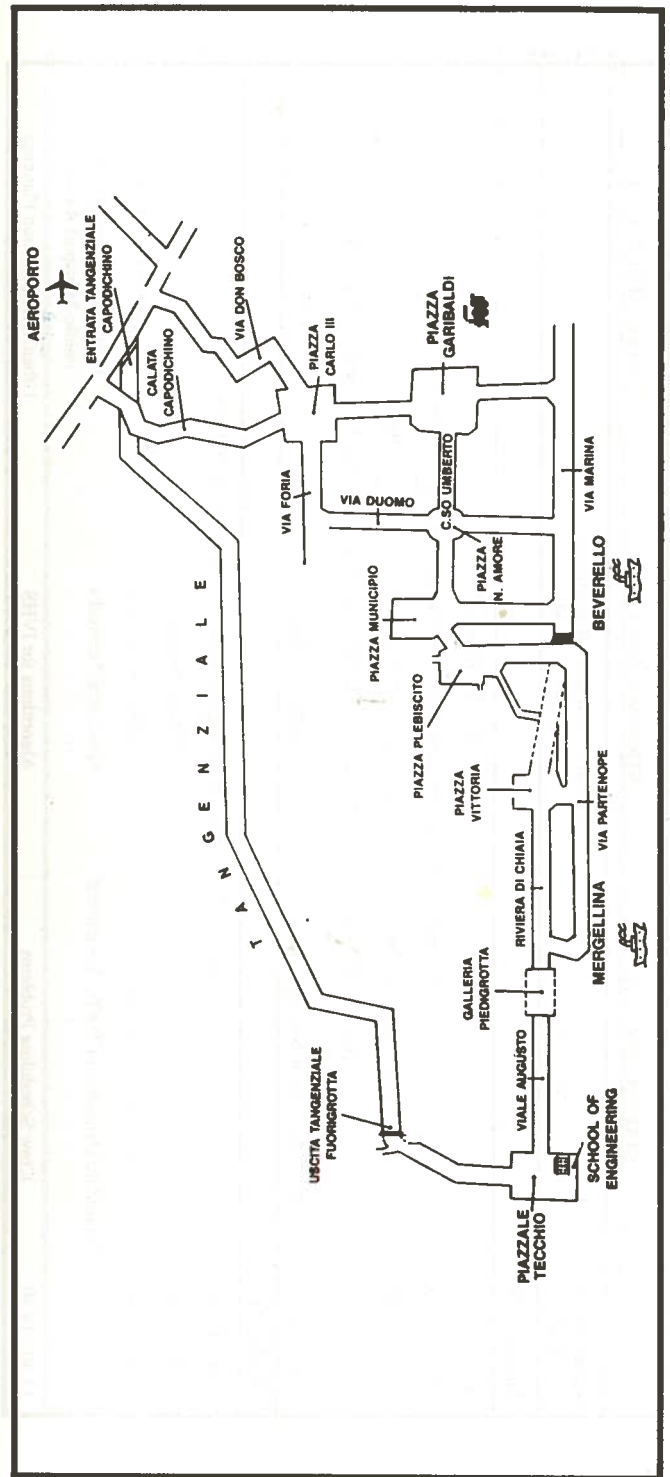 AEROPORTO
ENTRATA TANGENZIALE
CAPODICHINO
CALATA
CAPODICHINO
VIA DON BOSCO
TANGENZIALE
PIAZZA
CARLO III
VIA FORIA
USCITA TANGENZIALE
FUORIGROTTA
VIA DUOMO
PIAZZA MUNICIPIO
PIAZZA
GARIBALDI
C.SO UMBERTO
PIAZZA PLEBISCITO
PIAZZA
N. AMORE
PIAZZA
VITTORIA
GALLERIA
PIEDIGROTTA
VIALE AUGUSTO
RIVIERA DI CHIAIA
PIAZZALE
TECCHIO
VIA MARINA
VIA PARTENOPE
SCHOOL OF
ENGINEERING
MERGELLINA
BEVERELLO